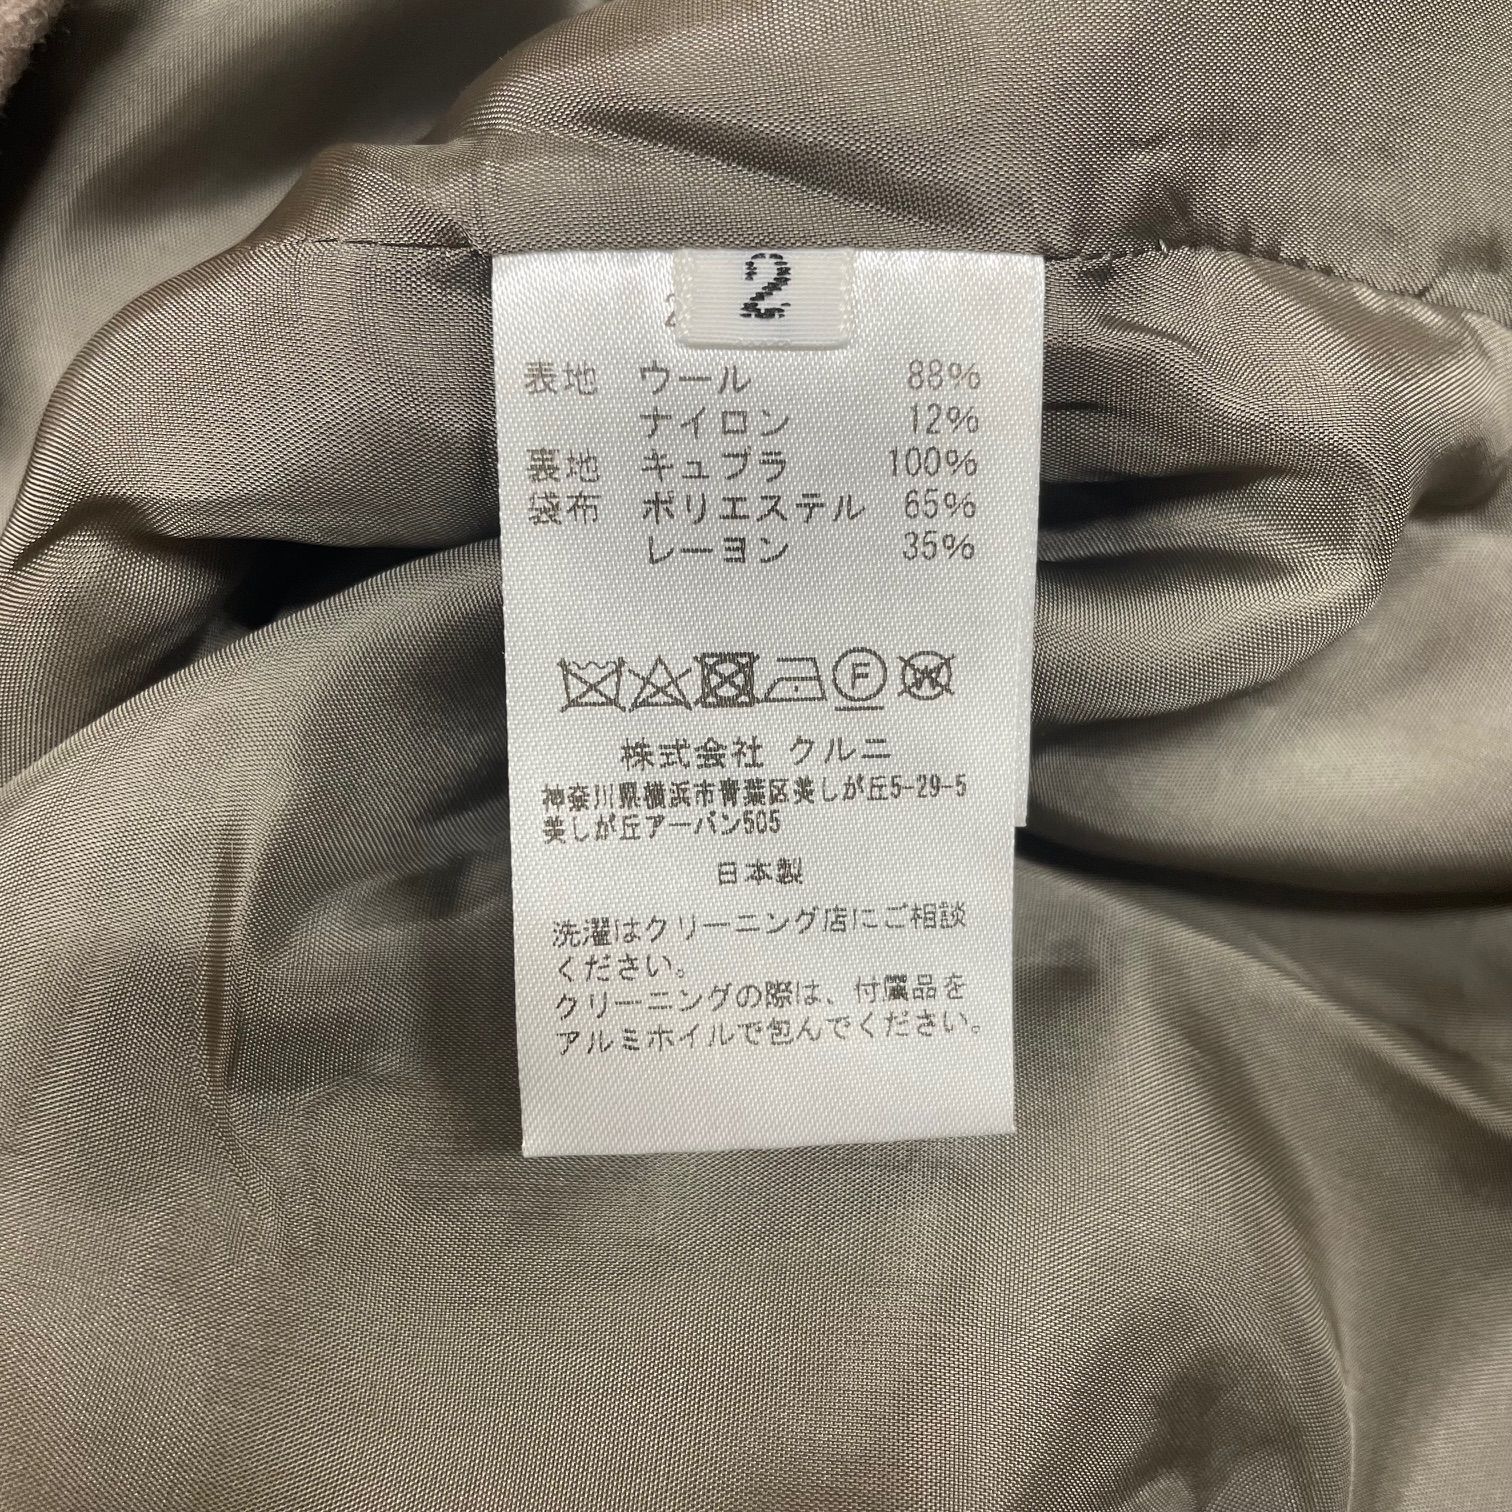 2
2
表地 ウール 88%
ナイロン 12%
裏地 キュプラ 100%
袋布 ポリエステル 65%
レーヨン 35%
F W
株式会社 クルニ
神奈川県横浜市青葉区美しが丘5-29-5
美しが丘アーバン505
日本製
洗濯はクリーニング店にご相談
ください。
クリーニングの際は、付属品を
アルミホイルで包んでください。